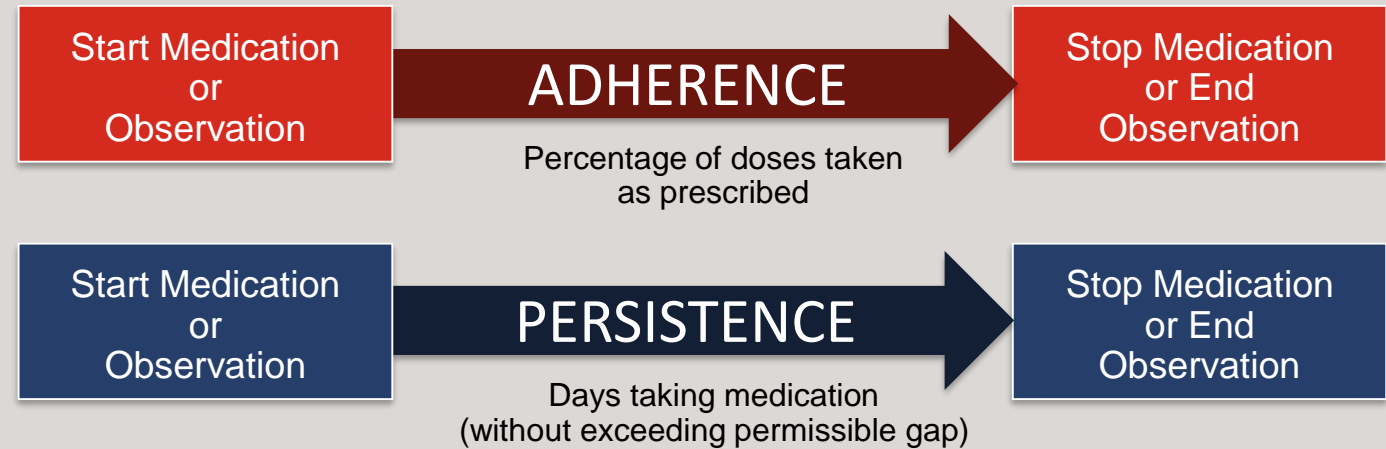 Start Medication
or
Observation
ADHERENCE
Percentage of doses taken
as prescribed
Stop Medication
or End
Observation
Start Medication
or
Observation
PERSISTENCE
Days taking medication
(without exceeding permissible gap)
Stop Medication
or End
Observation